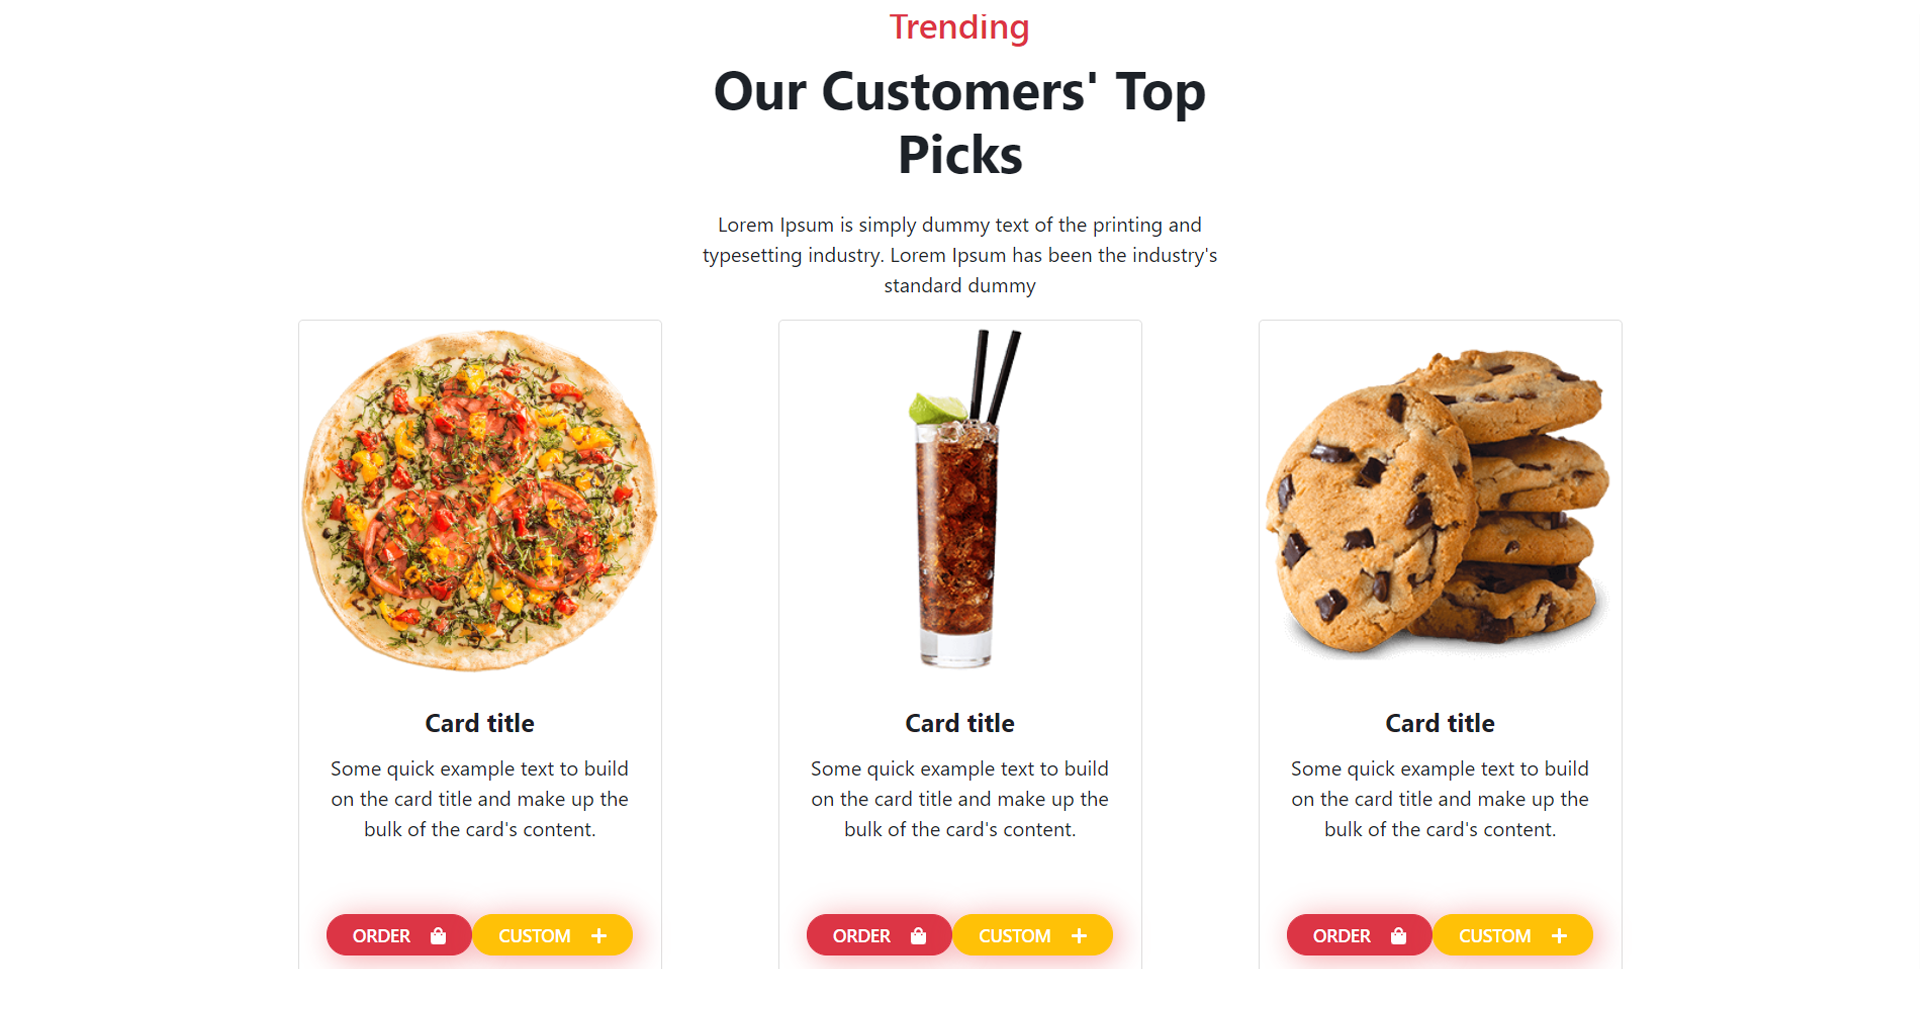 Trending
Our Customers' Top
Picks
Lorem Ipsum is simply dummy text of the printing and
typesetting industry. Lorem Ipsum has been the industry's
standard dummy
Card title
Some quick example text to build
on the card title and make up the
bulk of the card's content.
ORDER CUSTOM
Card title
Some quick example text to build
on the card title and make up the
bulk of the card's content.
ORDER CUSTOM
Card title
Some quick example text to build
on the card title and make up the
bulk of the card's content.
ORDER CUSTOM